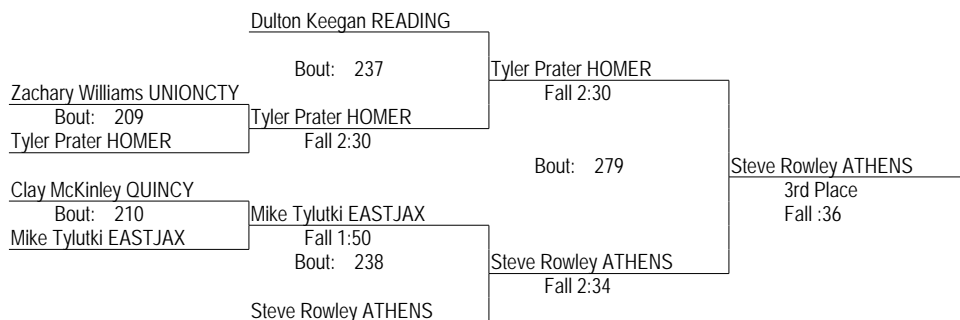 Dulton Keegan READING
Bout: 237
Tyler Prater HOMER
Fall 2:30
Zachary Williams UNIONCTY
Bout: 209
Tyler Prater HOMER
Fall 2:30
Tyler Prater HOMER
Bout: 279
Steve Rowley ATHENS
3rd Place
Fall :36
Clay McKinley QUINCY
Bout: 210
Mike Tylutki EASTJAX
Fall 1:50
Mike Tylutki EASTJAX
Bout: 238
Steve Rowley ATHENS
Fall 2:34
Steve Rowley ATHENS